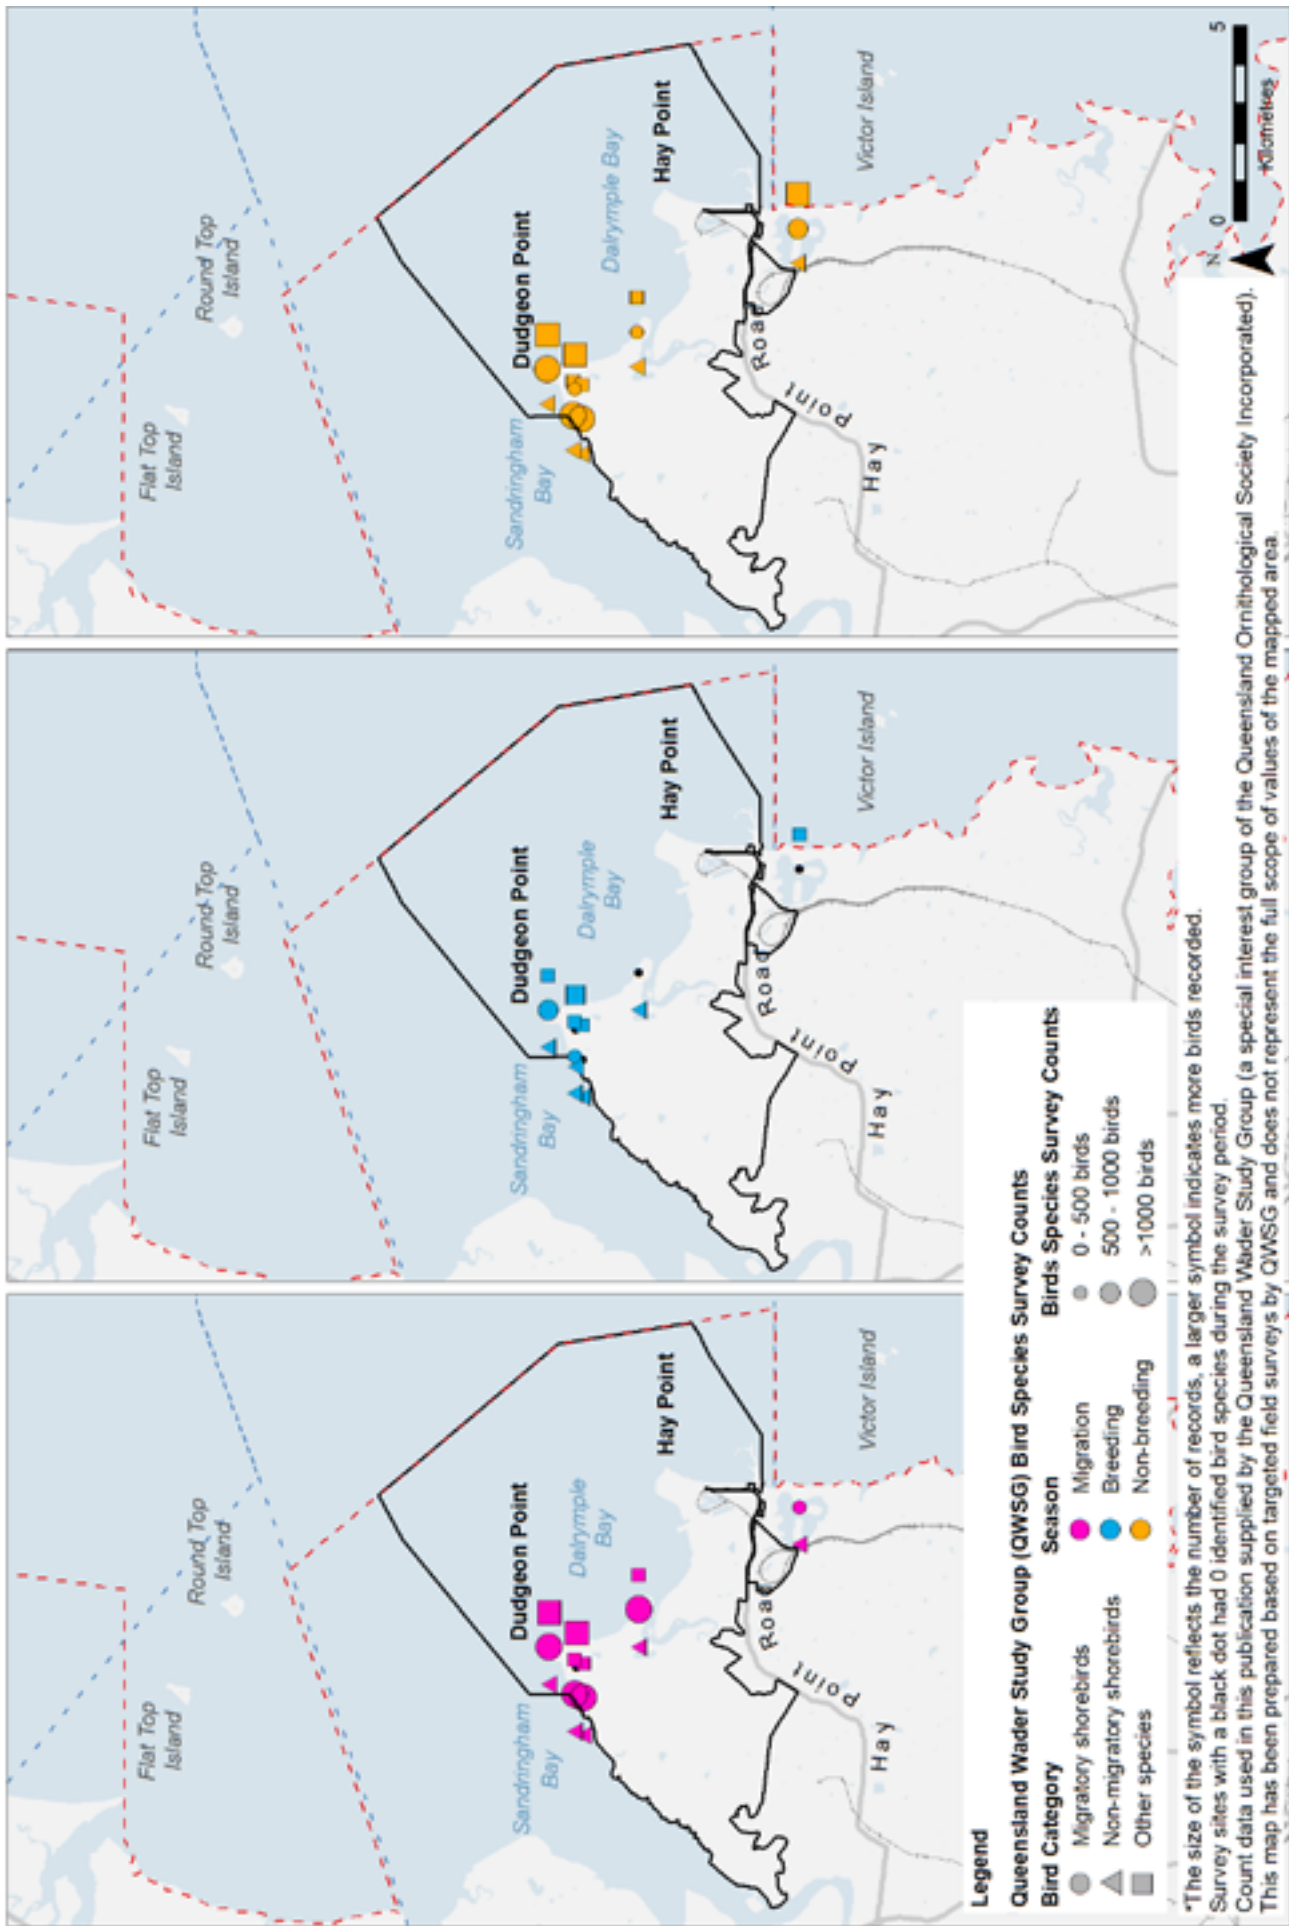 Flat Top
Island
Round Top
Island
Sandringham
Bay
Dudgeon Point
Dalrymple
Bay
Hay Point
Hay
Point
Road
Victor Island
Flat Top
Island
Round Top
Island
Sandringham
Bay
Dudgeon Point
Dalrymple
Bay
Hay Point
Hay
Point
Road
Victor Island
Flat Top
Island
Round Top
Island
Sandringham
Bay
Dudgeon Point
Dalrymple Bay
Hay Point
Hay
Point
Road
Victor Island
Legend
Queensland Wader Study Group (QWSG) Bird Species Survey Counts
Bird Category Season Birds Species Survey Counts
Migratory shorebirds Migration 0 - 500 birds
Non-migratory shorebirds Breeding 500 - 1000 birds
Other species Non-breeding >1000 birds
*The size of the symbol reflects the number of records, a larger symbol indicates more birds recorded.
Survey sites with a black dot had 0 identified bird species during the survey period.
Count data used in this publication supplied by the Queensland Wader Study Group (a special interest group of the Queensland Ornithological Society Incorporated).
This map has been prepared based on targeted field surveys by QWSG and does not represent the full scope of values of the mapped area.
N
0 5
Kilometres